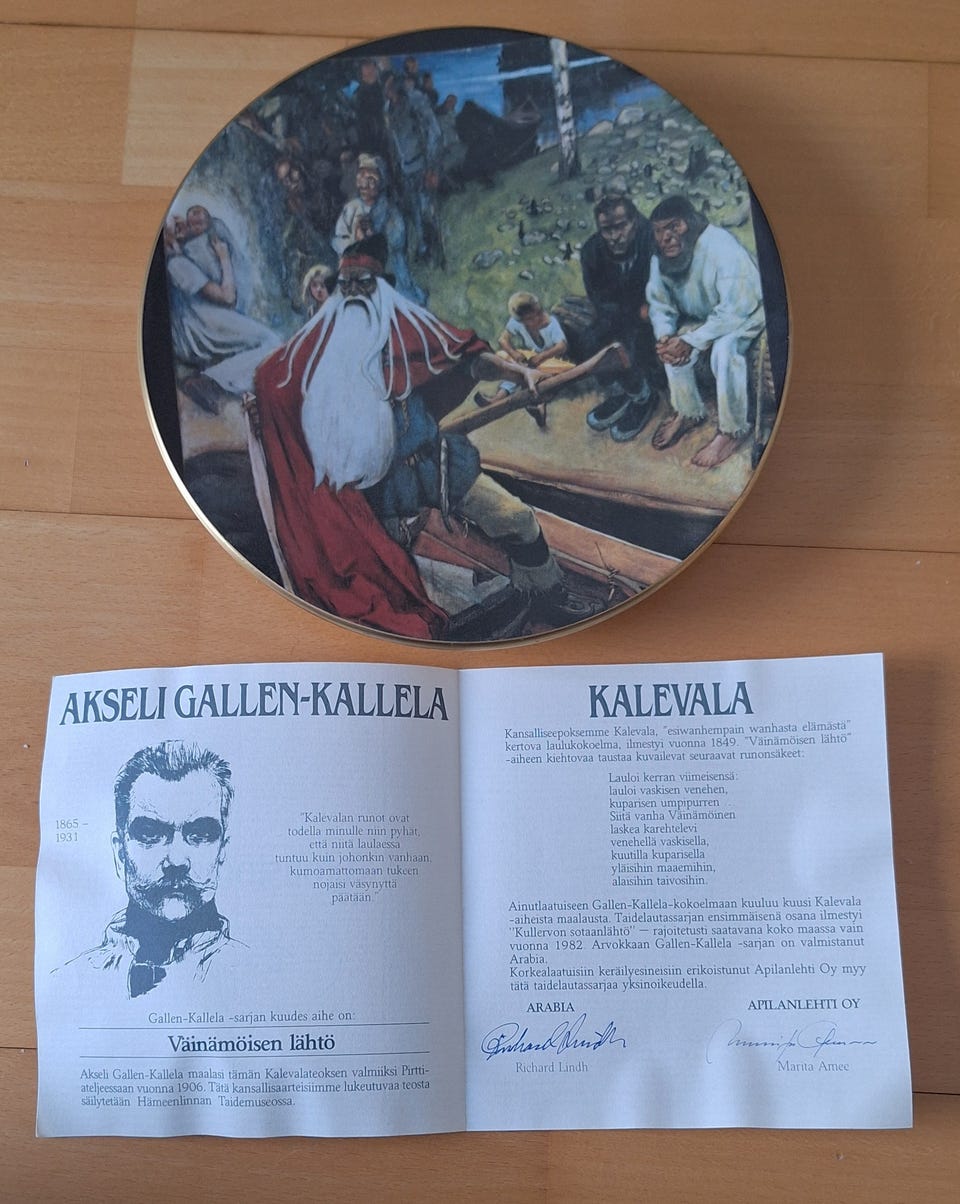 AKSELI GALLEN-KALLELA
1865 –
1931
"Kalevalan runot ovat
todella minulle niin pyhät,
että niitä laulaessa
tuntuu kuin johonkin vanhaan,
kumoamattomaan tukeen
nojaisi väsynyttä
päätään."
Gallen-Kallela -sarjan kuudes aihe on:
Väinämöisen lähtö
Akseli Gallen-Kallela maalasi tämän Kalevalateoksen valmiiksi Pirtti-
ateljeessaan vuonna 1906. Tätä kansallisaarteisiimme lukeutuvaa teosta
säilytetään Hämeenlinnan Taidemuseossa.
KALEVALA
Kansalliseepoksemme Kalevala, "esiwanhempain wanhasta elämästä"
kertova laulukokoelma, ilmestyi vuonna 1849. "Väinämöisen lähtö"
-aiheen kiehtovaa taustaa kuvailevat seuraavat runonsäkeet:
Lauloi kerran viimeisensä:
lauloi vaskisen venehen,
kuparisen umpipurren ...
Siitä vanha Väinämöinen
laskea karehtelevi
venehellä vaskisella,
kuutilla kuparisella
yläisihin maaemihin,
alaisihin taivosihin.
Ainutlaatuiseen Gallen-Kallela-kokoelmaan kuuluu kuusi Kalevala
-aiheista maalausta. Taidelautassarjan ensimmäisenä osana ilmestyi
"Kullervon sotaanlähtö" — rajoitetusti saatavana koko maassa vain
vuonna 1982. Arvokkaan Gallen-Kallela -sarjan on valmistanut
Arabia.
Korkealaatuisiin keräilyesineisiin erikoistunut Apilanlehti Oy myy
tätä taidelautassarjaa yksinoikeudella.
ARABIA
Richard Lindh
Richard Lindh
APILANLEHTI OY
Marita Amee